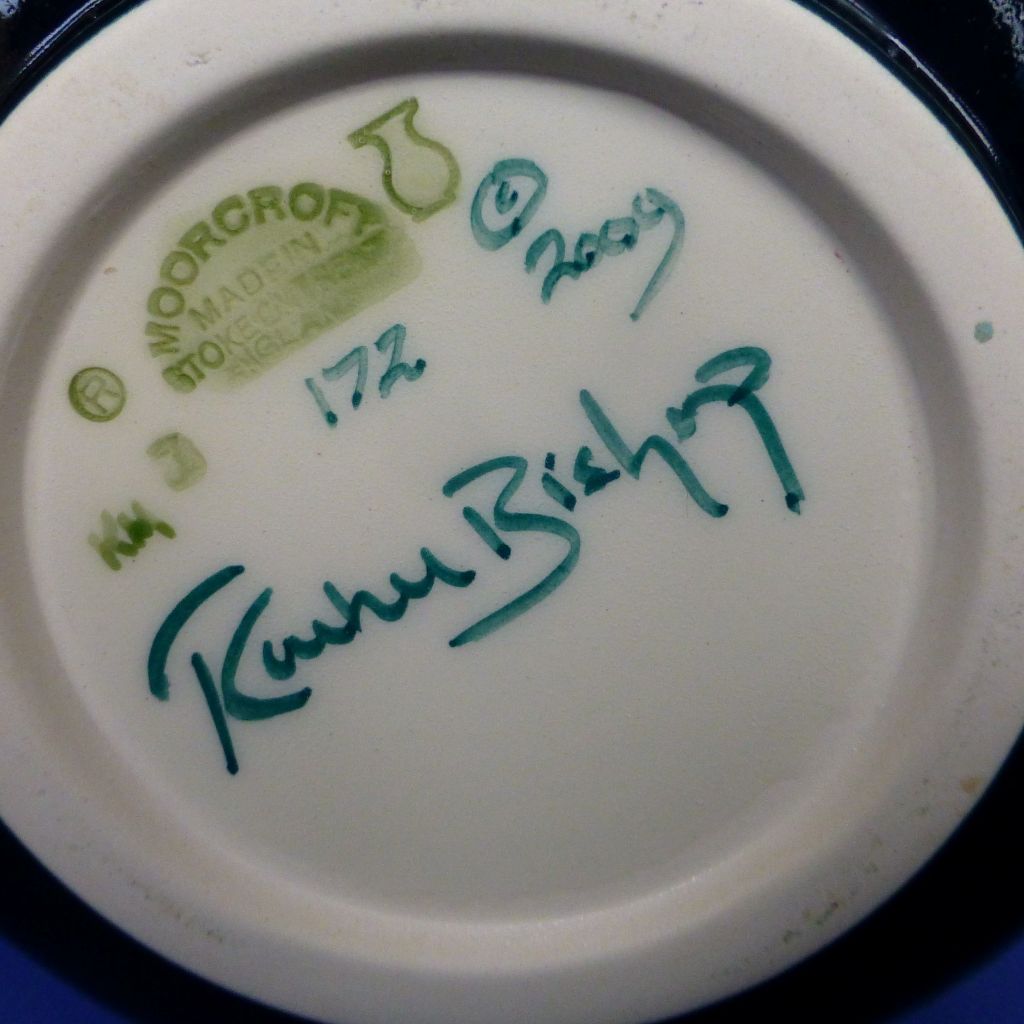 MOORCROFT
MADE IN
STOKE ON TRENT
ENGLAND
©
2009
®
172
J
Rachel Bishop